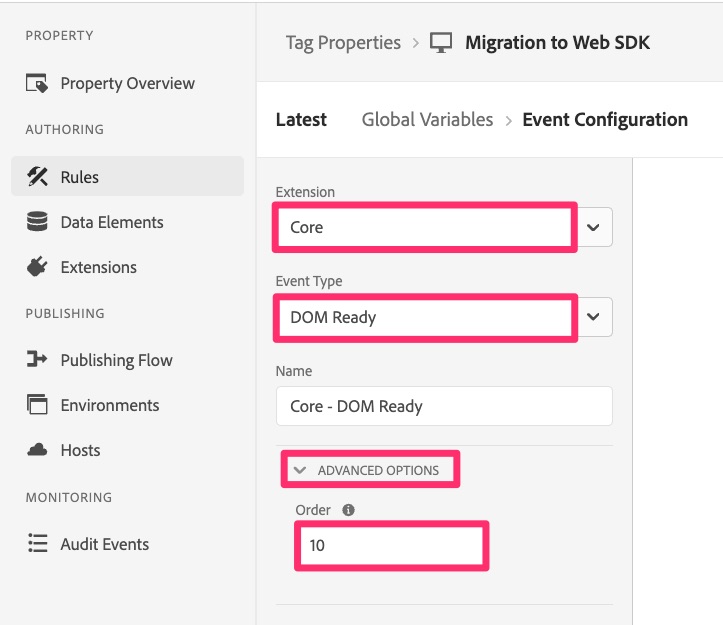 PROPERTY
Property Overview
AUTHORING
Rules
Data Elements
Extensions
PUBLISHING
Publishing Flow
Environments
Hosts
MONITORING
Audit Events
Tag Properties > Migration to Web SDK
Latest Global Variables > Event Configuration
Extension
Core
Event Type
DOM Ready
Name
Core - DOM Ready
ADVANCED OPTIONS
Order
10